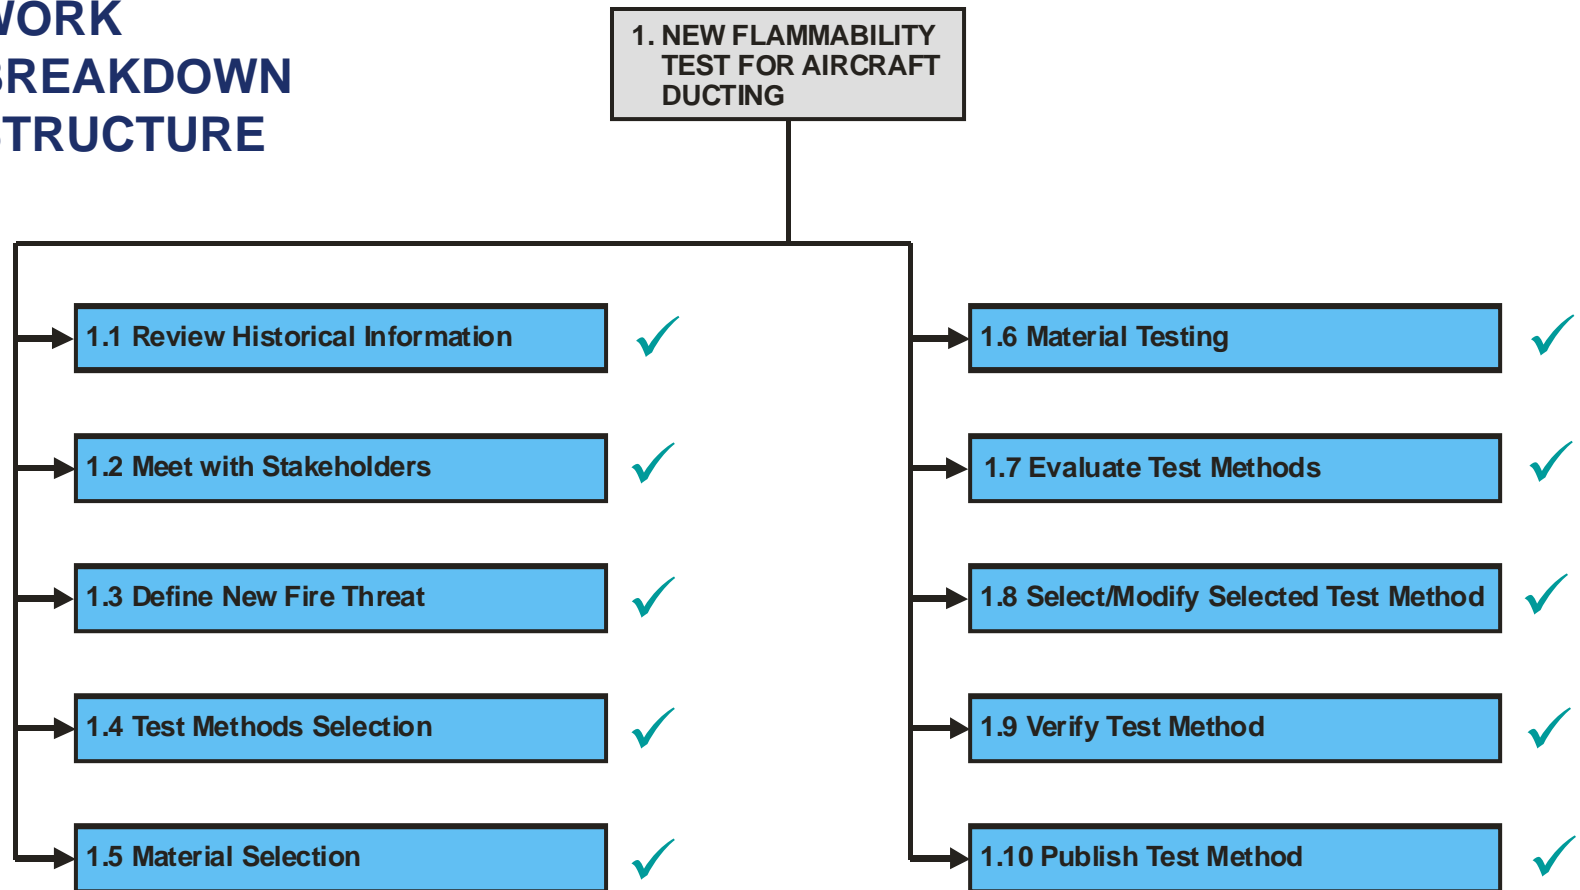 WORK
BREAKDOWN
STRUCTURE
1. NEW FLAMMABILITY
TEST FOR AIRCRAFT
DUCTING
1.1 Review Historical Information
1.2 Meet with Stakeholders
1.3 Define New Fire Threat
1.4 Test Methods Selection
1.5 Material Selection
1.6 Material Testing
1.7 Evaluate Test Methods
1.8 Select/Modify Selected Test Method
1.9 Verify Test Method
1.10 Publish Test Method